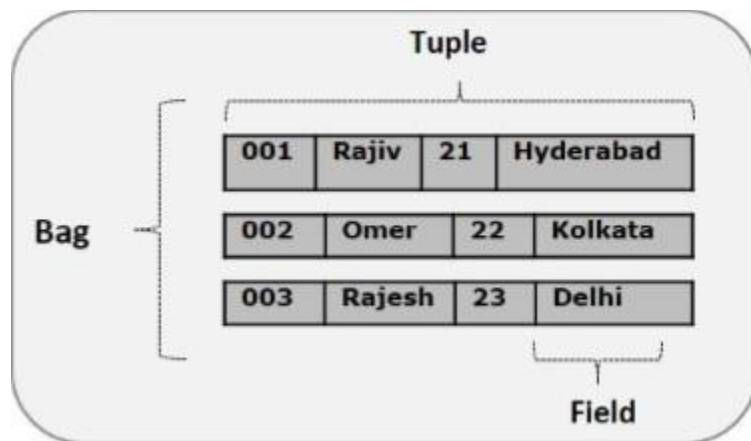 Tuple
001 Rajiv 21 Hyderabad
Bag
002 Omer 22 Kolkata
003 Rajesh 23 Delhi
Field